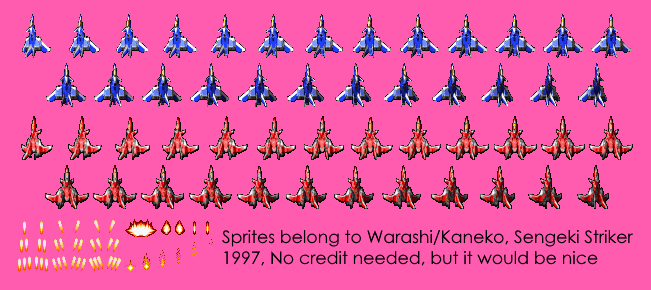 Sprites belong to Warashi/Kaneko, Sengeki Striker
1997, No credit needed, but it would be nice